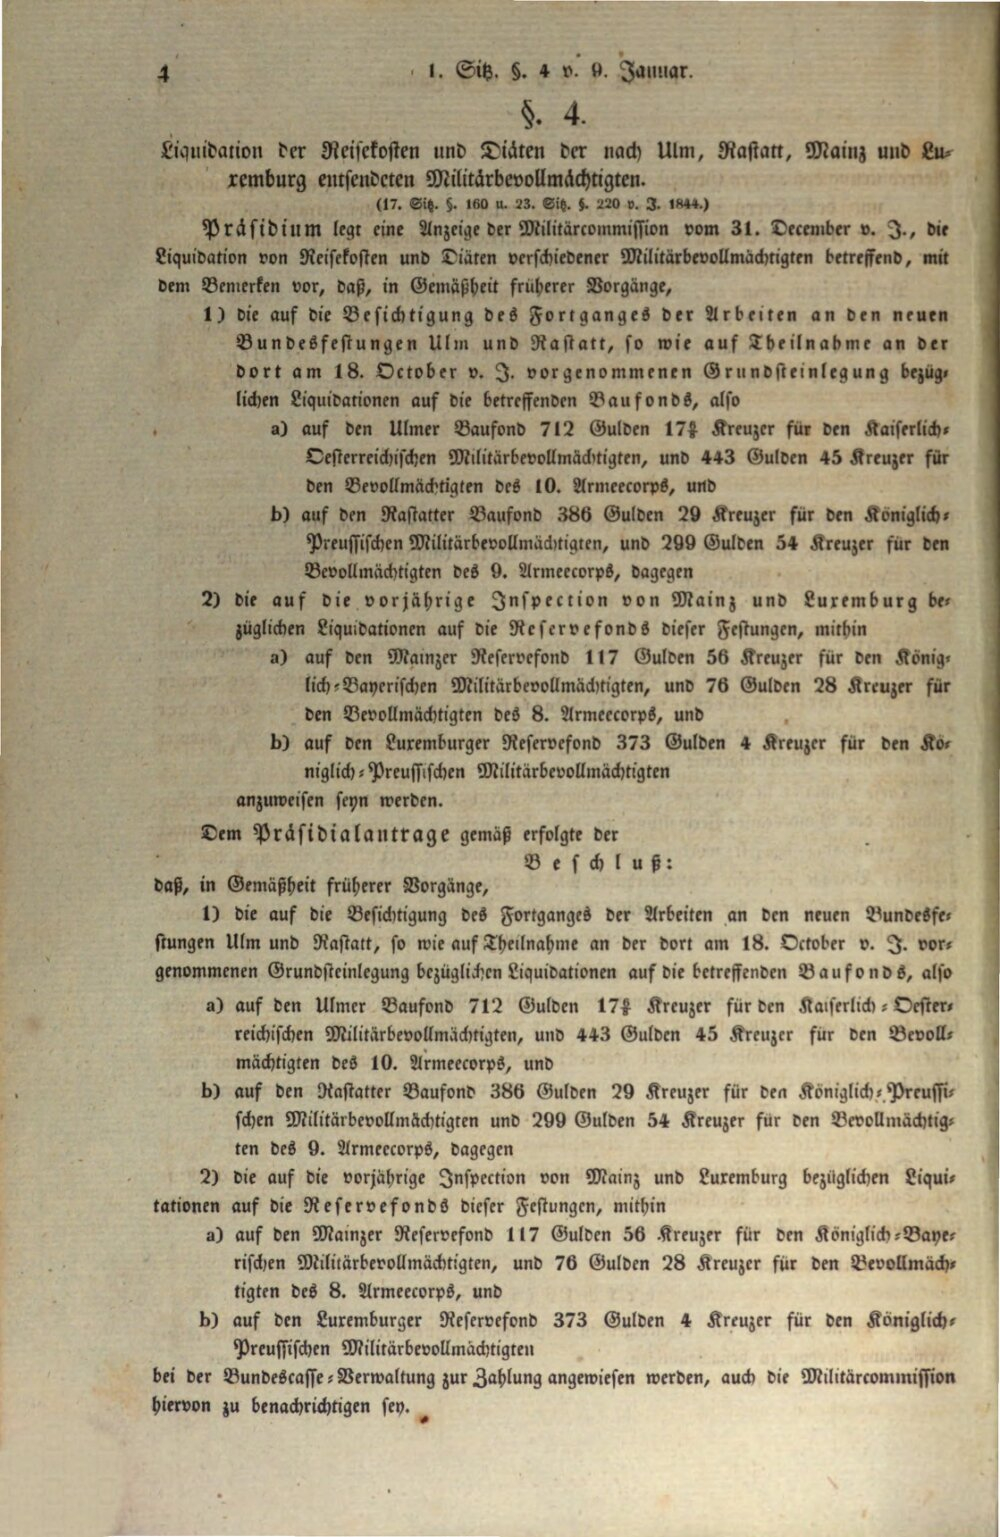 4
1. Sitz. §. 4 v. 9. Januar.
§. 4.
Liquidation der Reisekosten und Diäten der nach Ulm, Rastatt, Mainz und Lu-
xemburg entsendeten Militärbevollmächtigten.
(17. Sitz. §. 160 u. 23. Sitz. §. 220 v. J. 1844.)
Präsidium legt eine Anzeige der Militärcommission vom 31. December v. J., die
Liquidation von Reisekosten und Diäten verschiedener Militärbevollmächtigten betreffend, mit
dem Bemerken vor, daß, in Gemäßheit früherer Vorgänge,
1) die auf die Besichtigung des Fortganges der Arbeiten an den neuen
Bundesfestungen Ulm und Rastatt, so wie auf Theilnahme an der
dort am 18. October v. J. vorgenommenen Grundsteinlegung bezüg-
lichen Liquidationen auf die betreffenden Baufonds, also
a) auf den Ulmer Baufond 712 Gulden Kreuzer für den Kaiserlich-
Oesterreichischen Militärbevollmächtigten, und 443 Gulden 45 Kreuzer für
den Bevollmächtigten des 10. Armeecorps, und
b) auf den Rastatter Baufond 386 Gulden 29 Kreuzer für den Königlich-
Preussischen Militärbevollmächtigten, und 299 Gulden 54 Kreuzer für den
Bevollmächtigten des 9. Armeecorps, dagegen
2) die auf die vorjährige Inspection von Mainz und Luxemburg be-
züglichen Liquidationen auf die Reservefonds dieser Festungen, mithin
a) auf den Mainzer Reservefond 117 Gulden 56 Kreuzer für den König-
lich-Bayerischen Militärbevollmächtigten, und 76 Gulden 28 Kreuzer für
den Bevollmächtigten des 8. Armeecorps, und
b) auf den Luxemburger Reservefond 373 Gulden 4 Kreuzer für den Kö-
niglich-Preussischen Militärbevollmächtigten
anzuweisen seyn werden.
Dem Präsidialantrage gemäß erfolgte der
Beschluß:
daß, in Gemäßheit früherer Vorgänge,
1) die auf die Besichtigung des Fortganges der Arbeiten an den neuen Bundesfe-
stungen Ulm und Rastatt, so wie auf Theilnahme an der dort am 18. October v. J. vor-
genommenen Grundsteinlegung bezüglichen Liquidationen auf die betreffenden Baufonds, also
a) auf den Ulmer Baufond 712 Gulden Kreuzer für den Kaiserlich-Oester-
reichischen Militärbevollmächtigten, und 443 Gulden 45 Kreuzer für den Bevoll-
mächtigten des 10. Armeecorps, und
b) auf den Rastatter Baufond 386 Gulden 29 Kreuzer für den Königlich-Preussi-
schen Militärbevollmächtigten und 299 Gulden 54 Kreuzer für den Bevollmächtig-
ten des 9. Armeecorps, dagegen
2) die auf die vorjährige Inspection von Mainz und Luxemburg bezüglichen Liqui-
tationen auf die Reservefonds dieser Festungen, mithin
a) auf den Mainzer Reservefond 117 Gulden 56 Kreuzer für den Königlich-Baye-
rischen Militärbevollmächtigten, und 76 Gulden 28 Kreuzer für den Bevollmäch-
tigten des 8. Armeecorps, und
b) auf den Luxemburger Reservefond 373 Gulden 4 Kreuzer für den Königlich-
Preussischen Militärbevollmächtigten
bei der Bundescasse-Verwaltung zur Zahlung angewiesen werden, auch die Militärcommission
hiervon zu benachrichtigen sey.